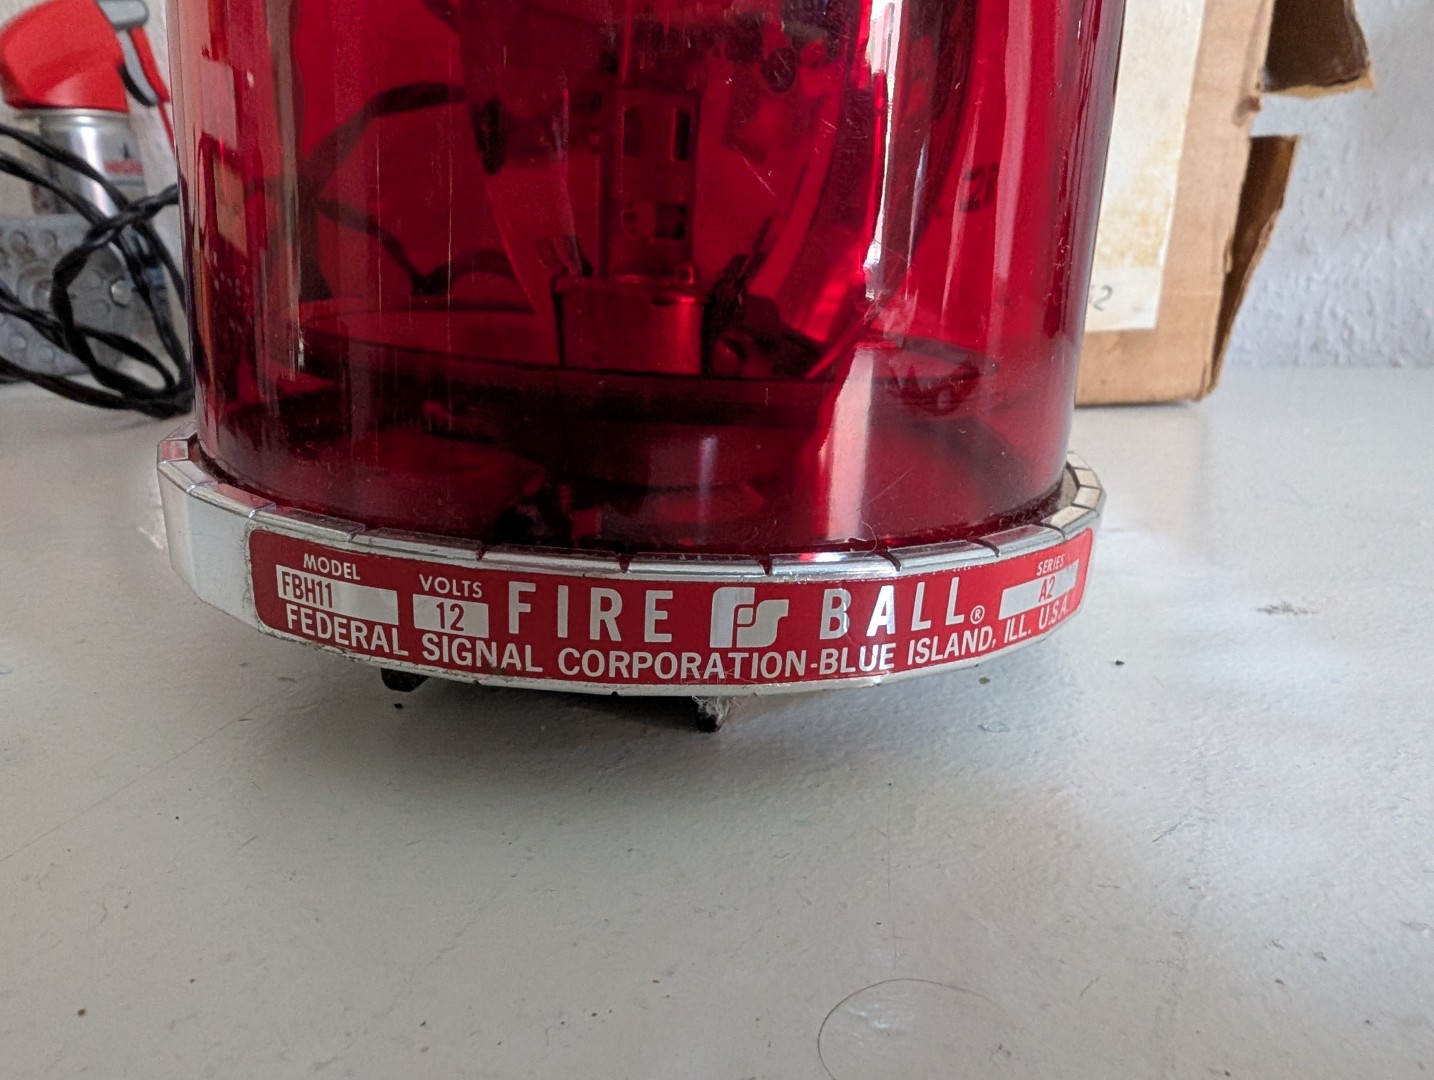 MODEL
FBH11
VOLTS
12
FIRE BALL®
SERIES
A2
FEDERAL SIGNAL CORPORATION-BLUE ISLAND, ILL. U.S.A.